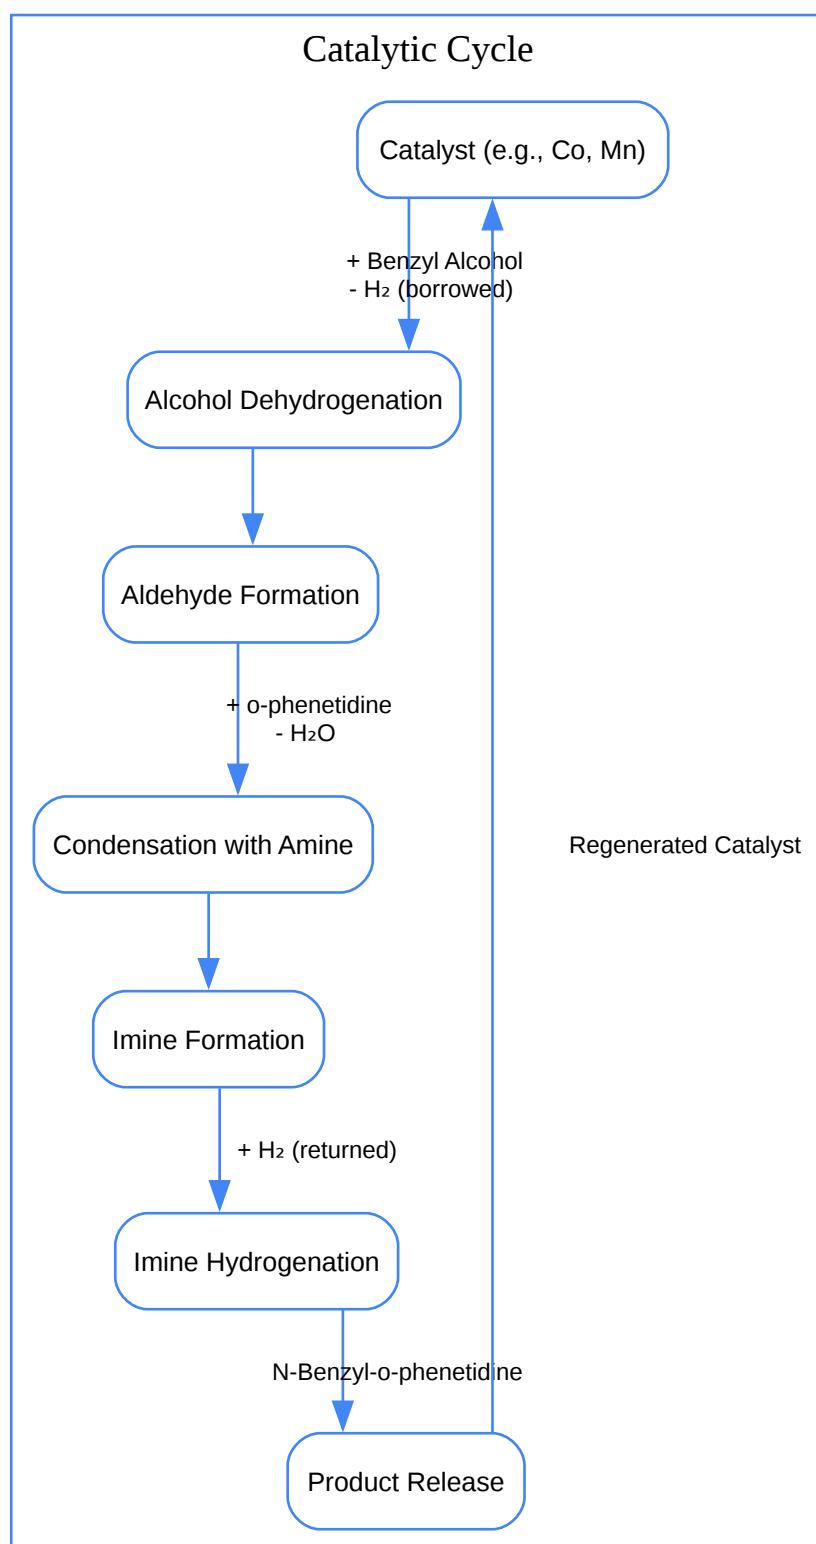 Catalytic Cycle
Catalyst (e.g., Co, Mn)
+ Benzyl Alcohol
- H₂ (borrowed)
Alcohol Dehydrogenation
Aldehyde Formation
+ o-phenetidine
- H₂O
Condensation with Amine
Regenerated Catalyst
Imine Formation
+ H₂ (returned)
Imine Hydrogenation
N-Benzyl-o-phenetidine
Product Release